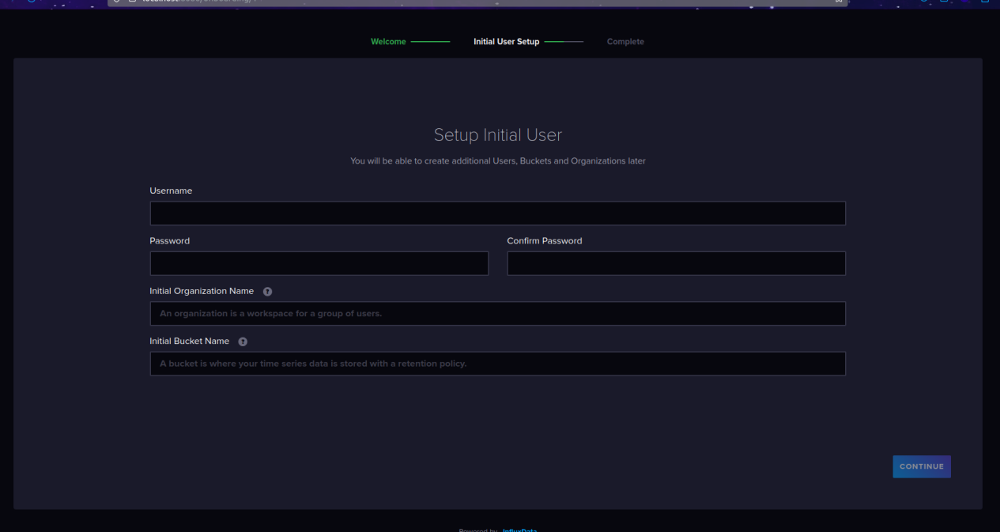 Welcome
Initial User Setup
Complete
Setup Initial User
You will be able to create additional Users, Buckets and Organizations later
Username
Password
Confirm Password
Initial Organization Name ?
An organization is a workspace for a group of users.
Initial Bucket Name ?
A bucket is where your time series data is stored with a retention policy.
CONTINUE
Powered by InfluxData